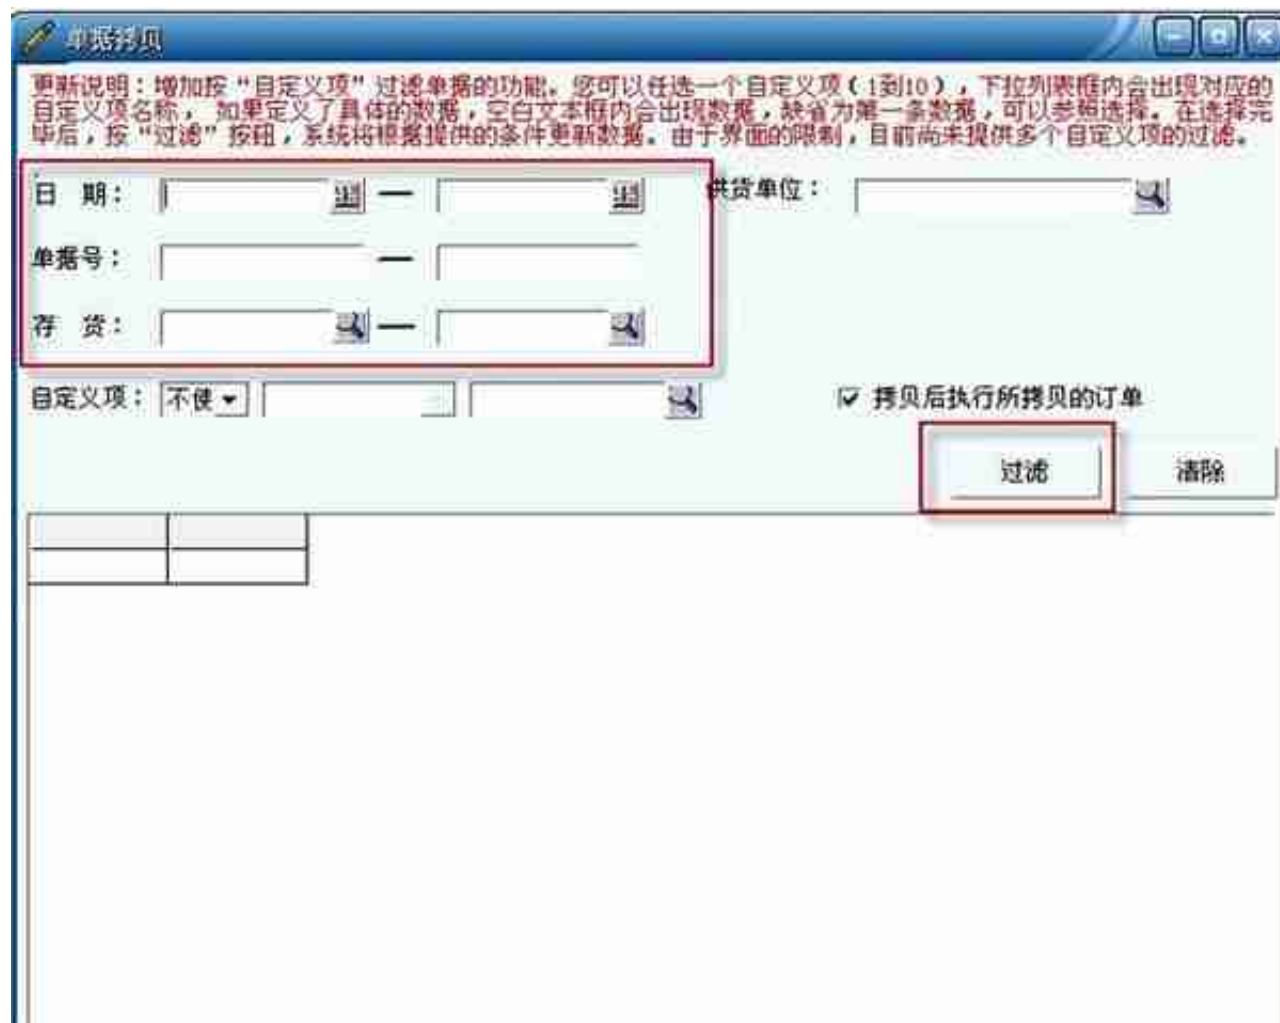 单据拷贝
更新说明：增加按“自定义项”过滤单据的功能。您可以任选一个自定义项（1到10），下拉列表框内会出现对应的
自定义项名称， 如果定义了具体的数据，空白文本框内会出现数据，缺省为第一条数据，可以参照选择。在选择完
毕后，按“过滤”按钮，系统将根据提供的条件更新数据。由于界面的限制，目前尚未提供多个自定义项的过滤。
日 期： — 供货单位：
单据号： —
存 货： —
自定义项： 不使 拷贝后执行所拷贝的订单
过滤 清除